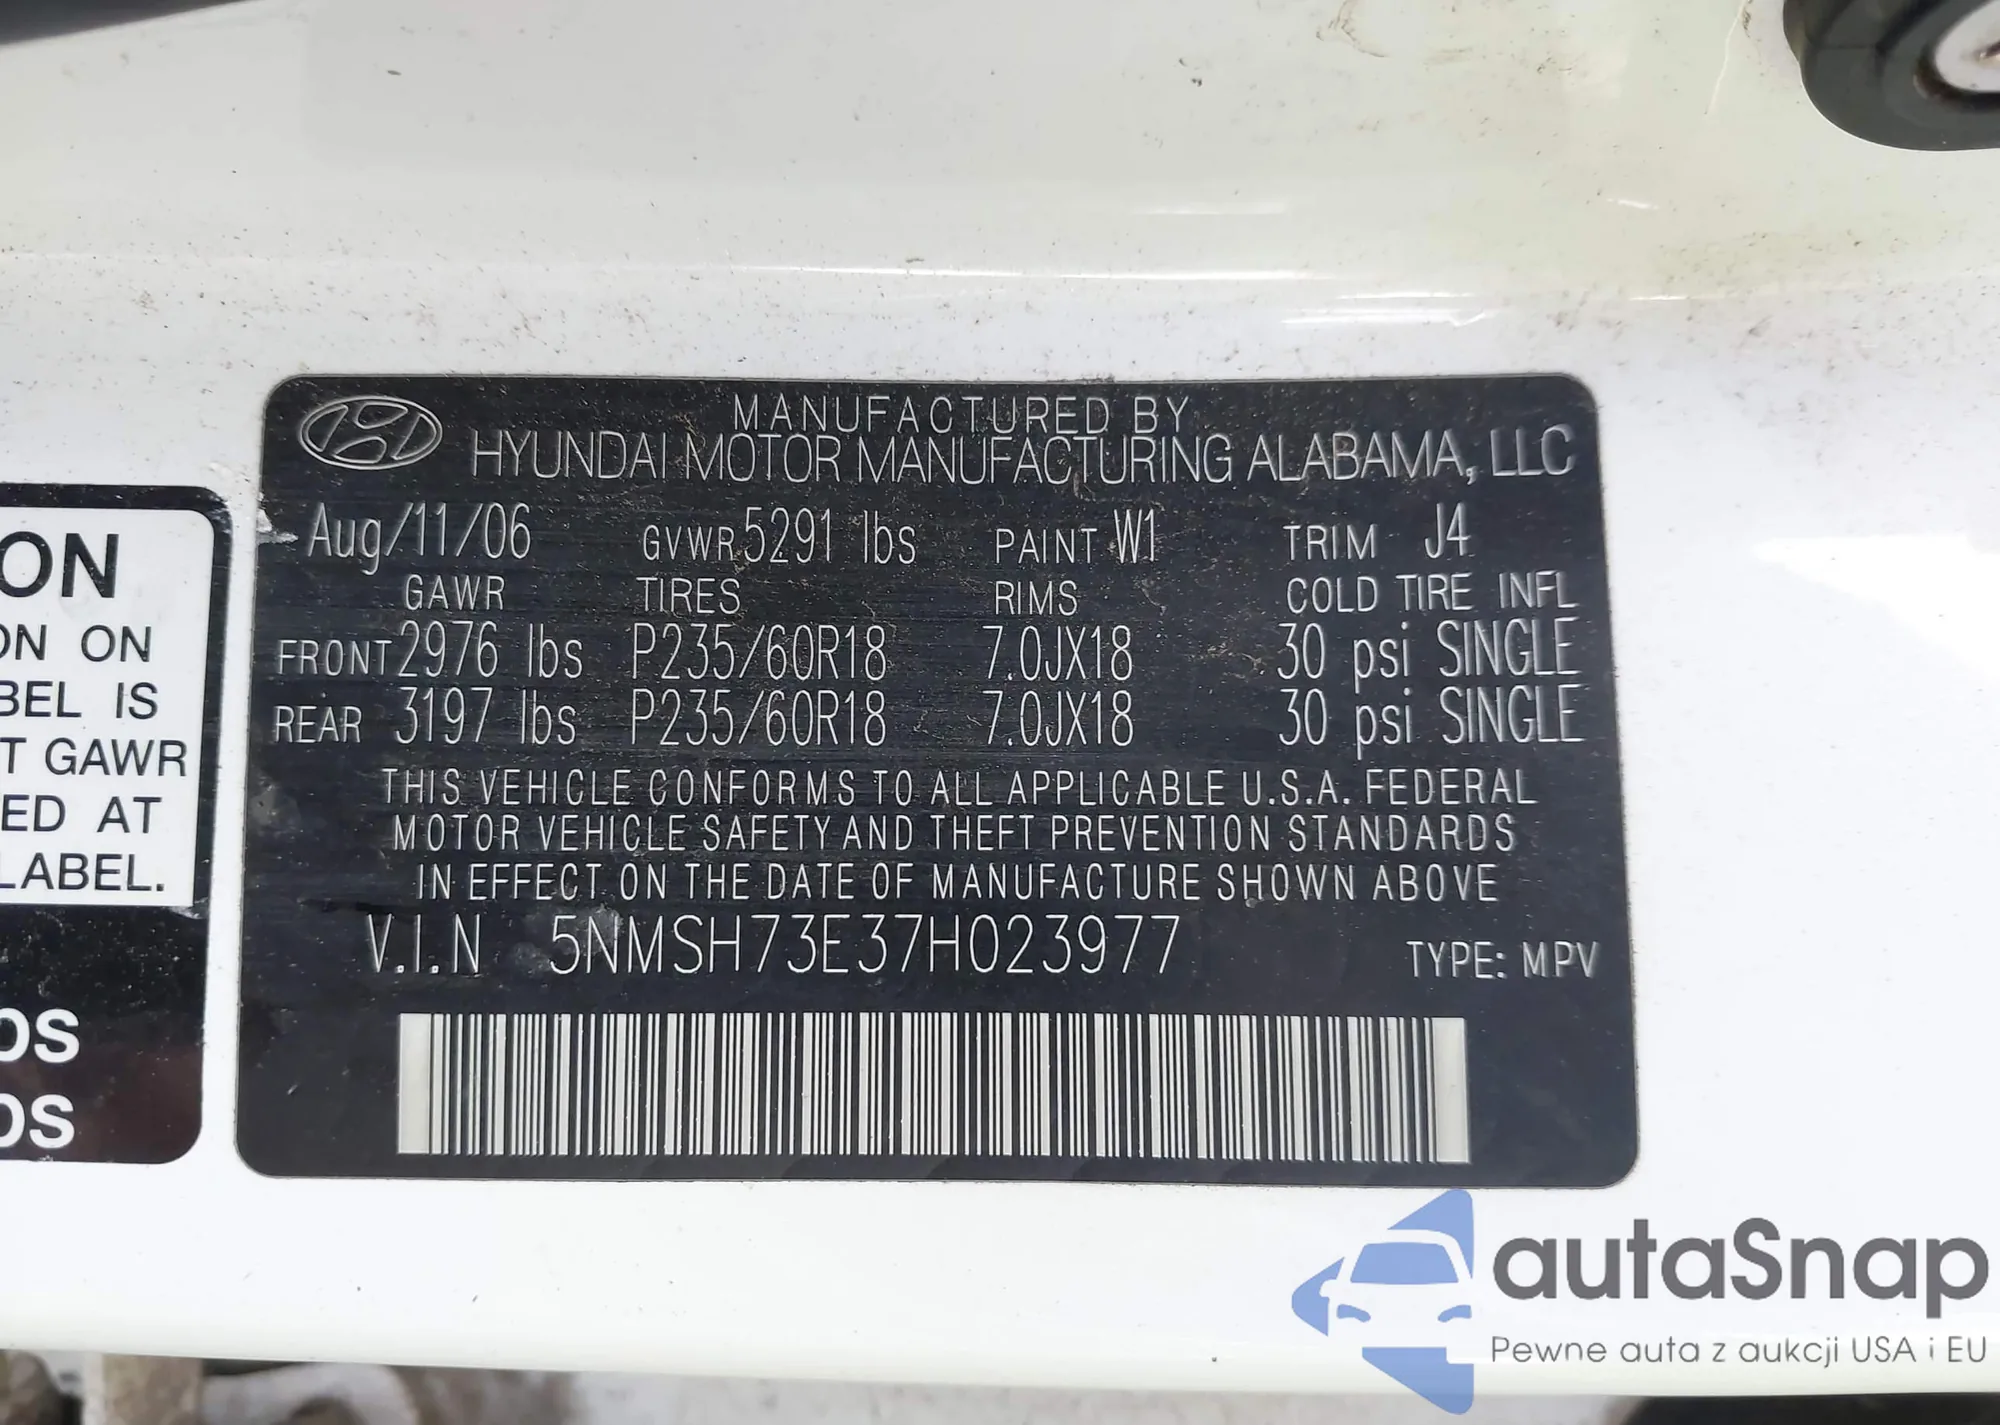 MANUFACTURED BY
HYUNDAI MOTOR MANUFACTURING ALABAMA, LLC
Aug/11/06 GVWR 5291 lbs PAINT W1 TRIM J4
GAWR TIRES RIMS COLD TIRE INFL
FRONT 2976 lbs P235/60R18 7.0JX18 30 psi SINGLE
REAR 3197 lbs P235/60R18 7.0JX18 30 psi SINGLE
THIS VEHICLE CONFORMS TO ALL APPLICABLE U.S.A. FEDERAL
MOTOR VEHICLE SAFETY AND THEFT PREVENTION STANDARDS
IN EFFECT ON THE DATE OF MANUFACTURE SHOWN ABOVE
V.I.N 5NMSH73E37H023977 TYPE: MPV
ON
ON ON
BEL IS
T GAWR
ED AT
LABEL.
bs
bs
autaSnap
Pewne auta z aukcji USA i EU